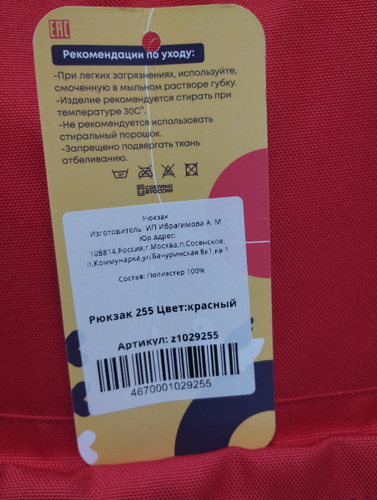 EAC
Рекомендации по уходу:
-При легких загрязнениях, используйте,
смоченную в мыльном растворе губку.
-Изделие рекомендуется стирать при
температуре 30С°.
-Не рекомендуется использовать
стиральный порошок.
-Запрещено подвергать ткань
отбеливанию.
СДЕЛАНО
В РОССИИ
Рюкзак
Изготовитель: ИП Ибрагимова А. М
Юр.адрес:
108814,Россия,г.Москва,п.Сосенское,
п.Коммунарка,ул.Бачуринская 8к1,кв 1
Состав: Полиэстер 100%
Рюкзак 255 Цвет:красный
Артикул: z1029255
4670001029255